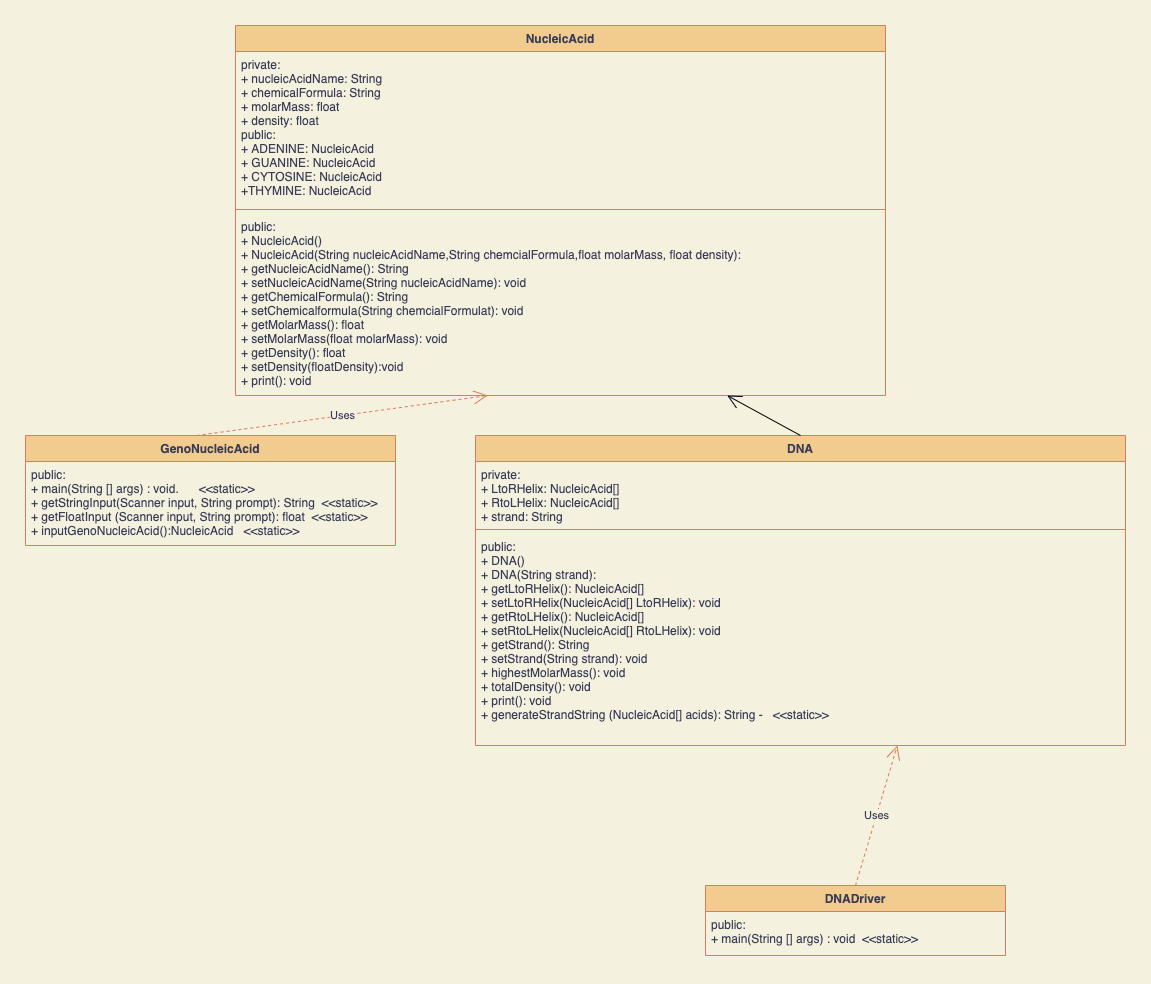 NucleicAcid
private:
+ nucleicAcidName: String
+ chemicalFormula: String
+ molarMass: float
+ density: float
public:
+ ADENINE: NucleicAcid
+ GUANINE: NucleicAcid
+ CYTOSINE: NucleicAcid
+THYMINE: NucleicAcid
public:
+ NucleicAcid()
+ NucleicAcid(String nucleicAcidName,String chemcialFormula,float molarMass, float density):
+ getNucleicAcidName(): String
+ setNucleicAcidName(String nucleicAcidName): void
+ getChemicalFormula(): String
+ setChemicalformula(String chemcialFormulat): void
+ getMolarMass(): float
+ setMolarMass(float molarMass): void
+ getDensity(): float
+ setDensity(floatDensity):void
+ print(): void
Uses
GenoNucleicAcid
public:
+ main(String [] args) : void. <<static>>
+ getStringInput(Scanner input, String prompt): String <<static>>
+ getFloatInput (Scanner input, String prompt): float <<static>>
+ inputGenoNucleicAcid():NucleicAcid <<static>>
DNA
private:
+ LtoRHelix: NucleicAcid[]
+ RtoLHelix: NucleicAcid[]
+ strand: String
public:
+ DNA()
+ DNA(String strand):
+ getLtoRHelix(): NucleicAcid[]
+ setLtoRHelix(NucleicAcid[] LtoRHelix): void
+ getRtoLHelix(): NucleicAcid[]
+ setRtoLHelix(NucleicAcid[] RtoLHelix): void
+ getStrand(): String
+ setStrand(String strand): void
+ highestMolarMass(): void
+ totalDensity(): void
+ print(): void
+ generateStrandString (NucleicAcid[] acids): String - <<static>>
Uses
DNADriver
public:
+ main(String [] args) : void <<static>>